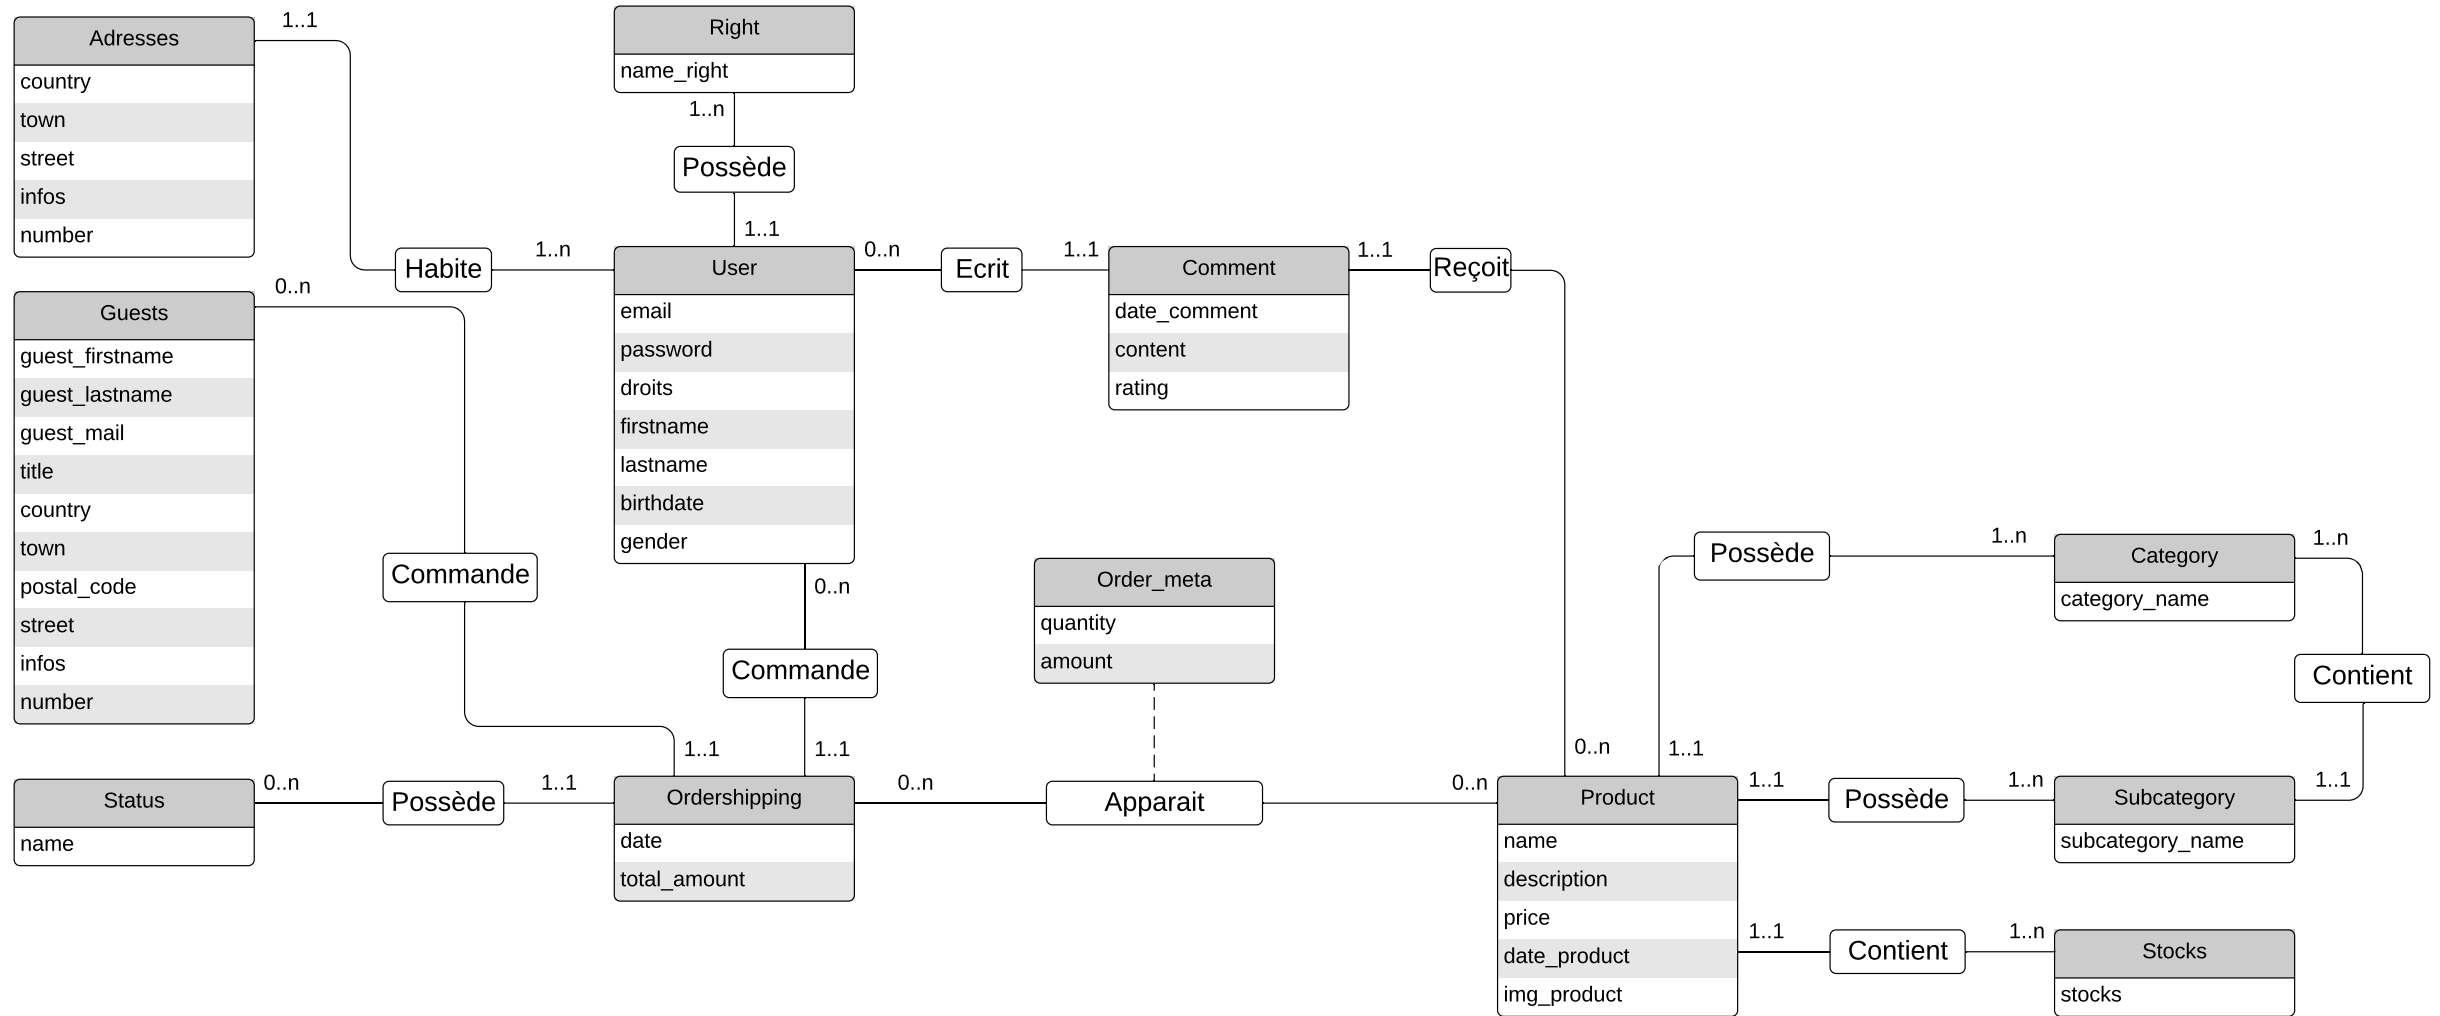 Adresses
country
town
street
infos
number
1..1
Right
name_right
1..n
Possède
1..1
Habite
1..n
User
email
password
droits
firstname
lastname
birthdate
gender
0..n
Ecrit
1..1
Comment
date_comment
content
rating
1..1
Reçoit
0..n
Guests
guest_firstname
guest_lastname
guest_mail
title
country
town
postal_code
street
infos
number
0..n
Commande
1..1
0..n
Commande
1..1
Order_meta
quantity
amount
Status
name
0..n
Possède
1..1
Ordershipping
date
total_amount
0..n
Apparait
0..n
Product
name
description
price
date_product
img_product
1..1
Possède
1..n
Category
category_name
1..n
Contient
1..1
1..1
Possède
1..n
Subcategory
subcategory_name
1..1
Contient
1..n
Stocks
stocks